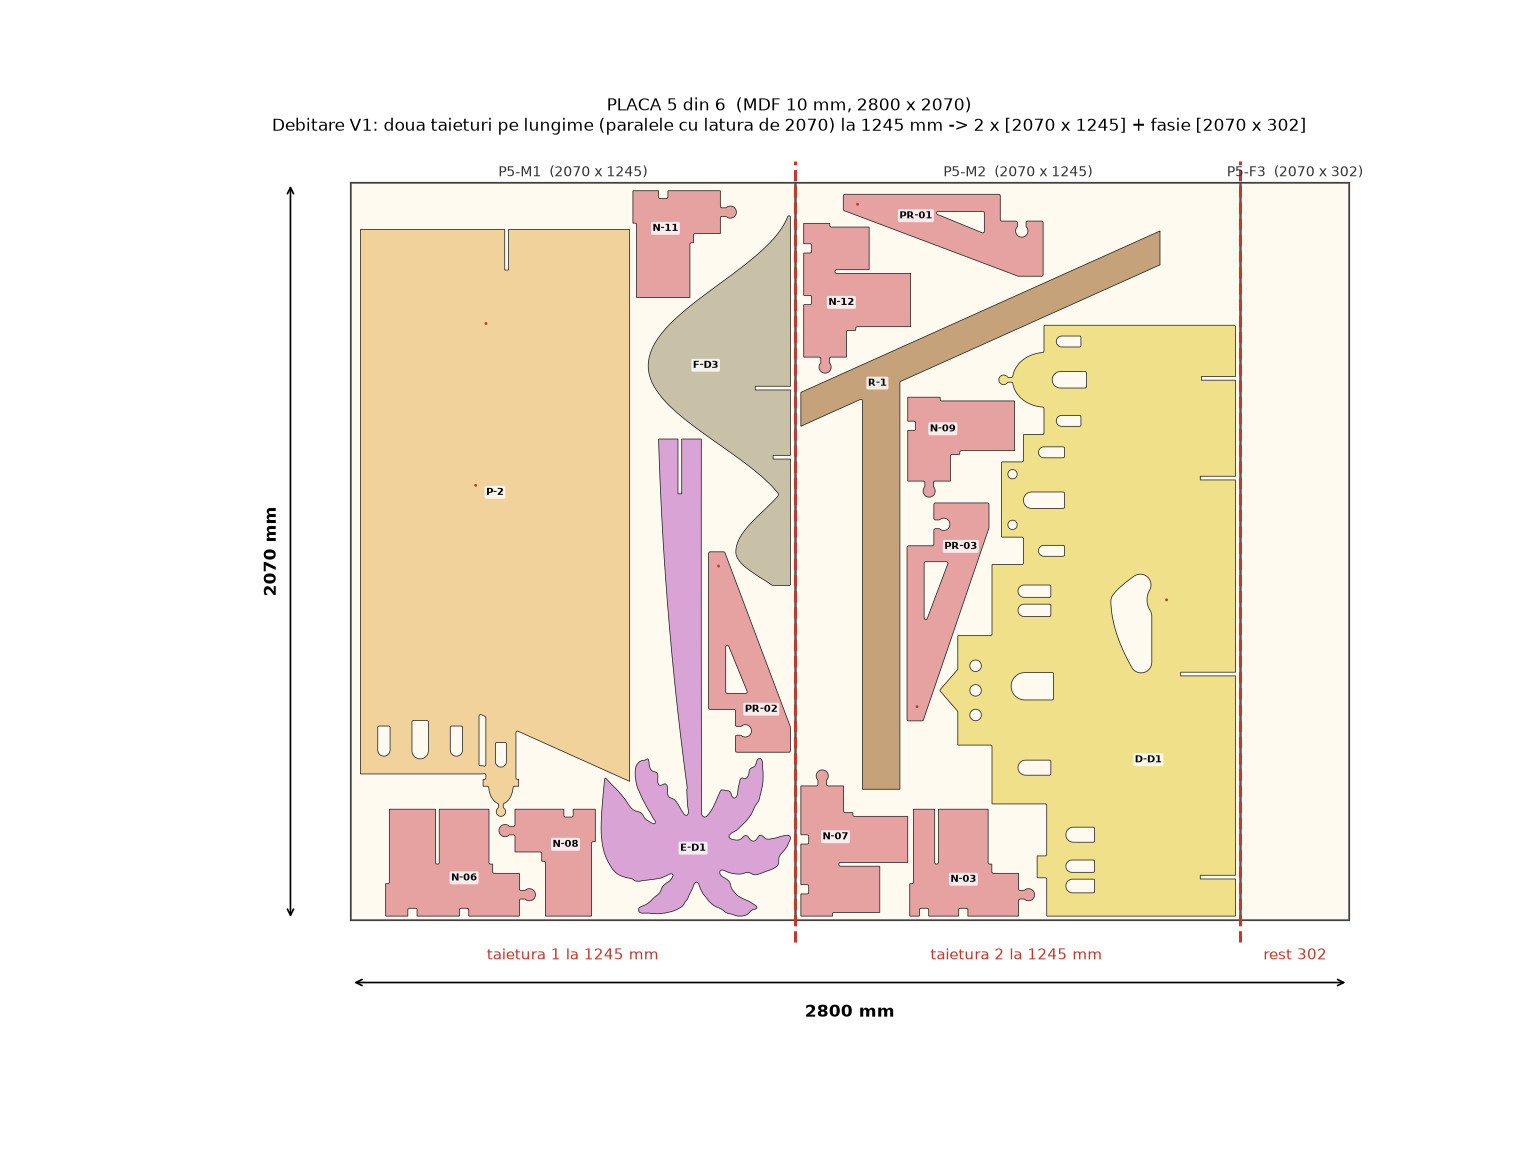 PLACA 5 din 6  (MDF 10 mm, 2800 x 2070)
Debitare V1: doua taieturi pe lungime (paralele cu latura de 2070) la 1245 mm -> 2 x [2070 x 1245] + fasie [2070 x 302]
P5-M1  (2070 x 1245)
P5-M2  (2070 x 1245)
P5-F3  (2070 x 302)
N-11
PR-01
N-12
F-D3
R-1
N-09
P-2
PR-03
PR-02
D-D1
N-07
N-08
E-D1
N-06
N-03
2070 mm
taietura 1 la 1245 mm
taietura 2 la 1245 mm
rest 302
2800 mm